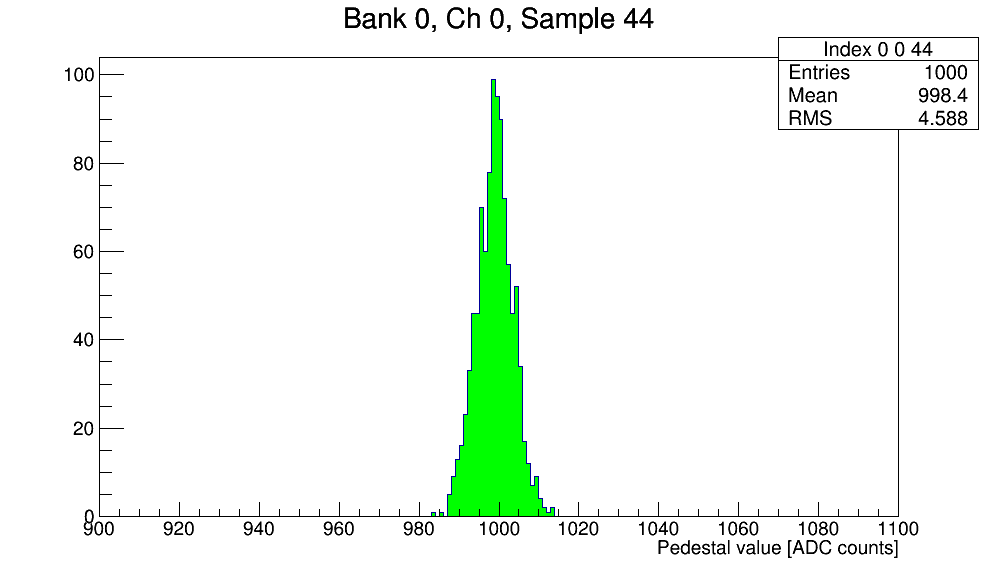 Bank 0, Ch 0, Sample 44
Index 0 0 44
Entries 1000
Mean 998.4
RMS 4.588
100
80
60
40
20
0
900 920 940 960 980 1000 1020 1040 1060 1080 1100
Pedestal value [ADC counts]